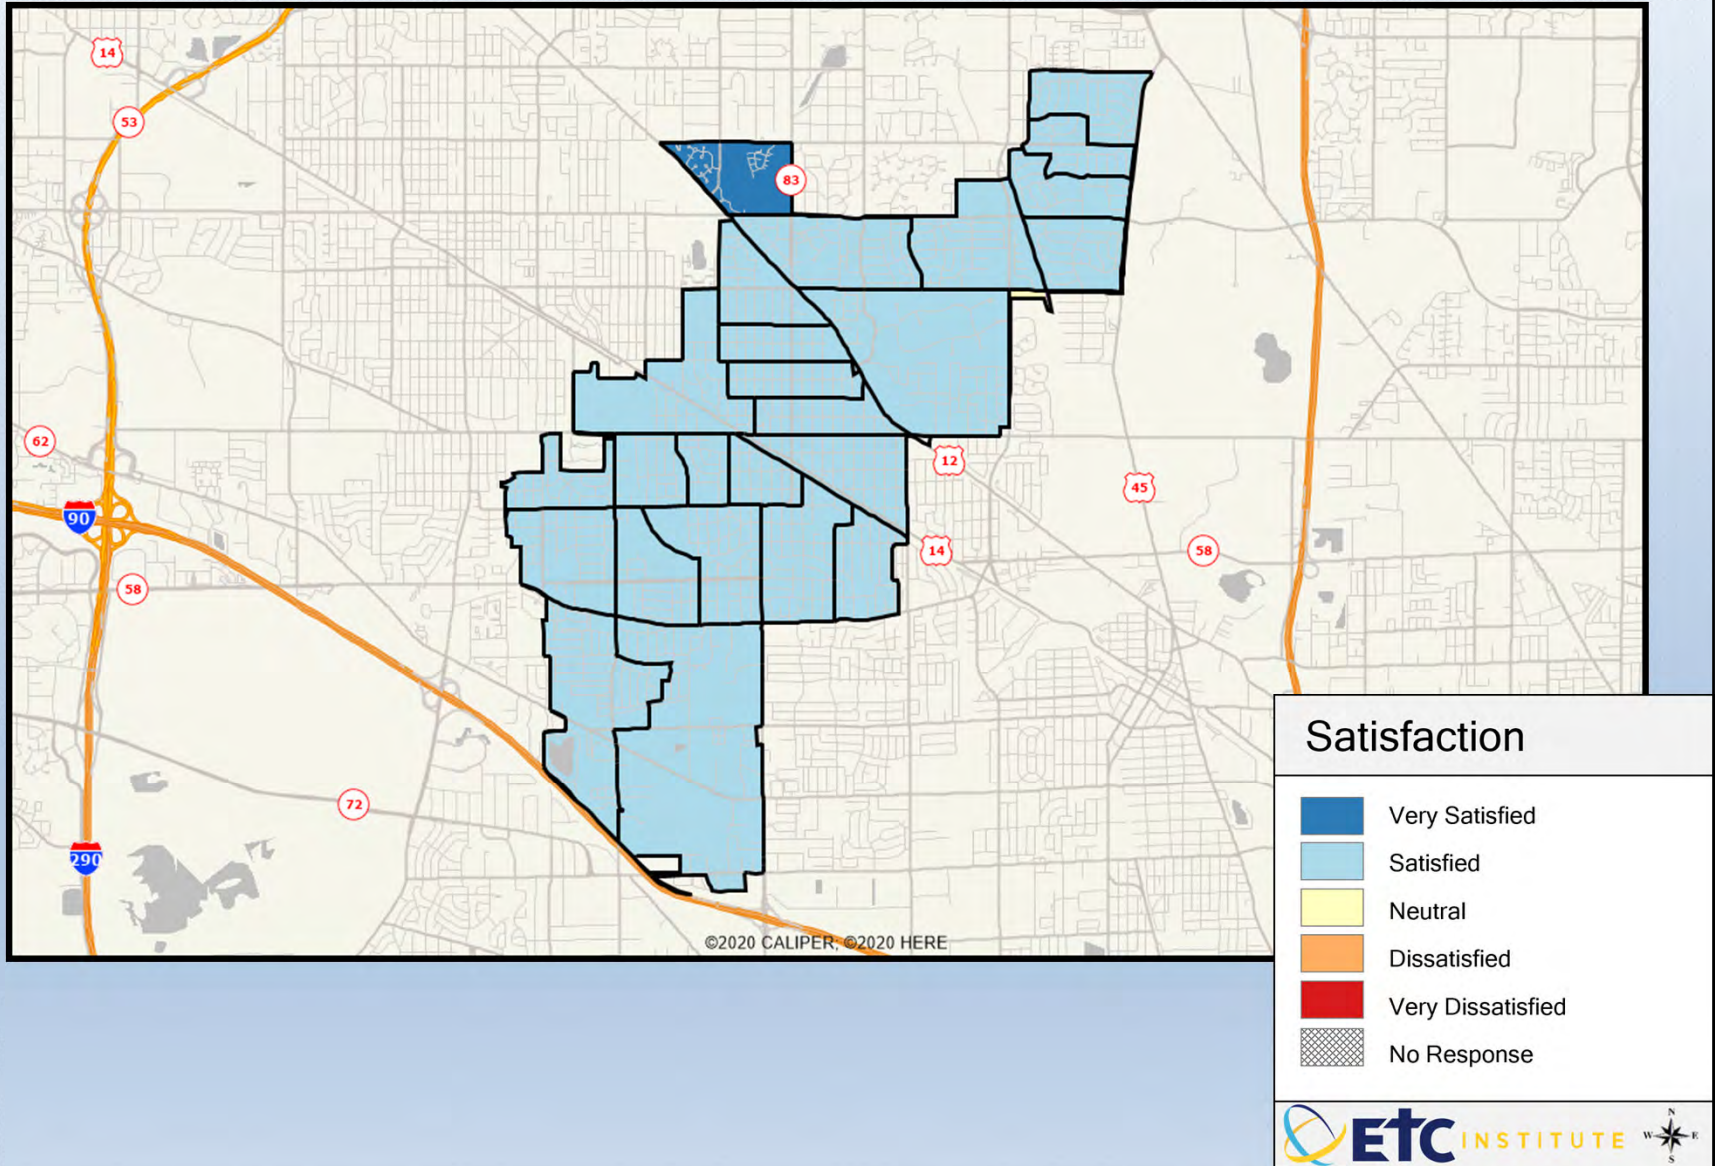 14
53
83
62
12
45
90
14
58
58
72
290
©2020 CALIPER; ©2020 HERE
Satisfaction
Very Satisfied
Satisfied
Neutral
Dissatisfied
Very Dissatisfied
No Response
ETC INSTITUTE
N
W E
S